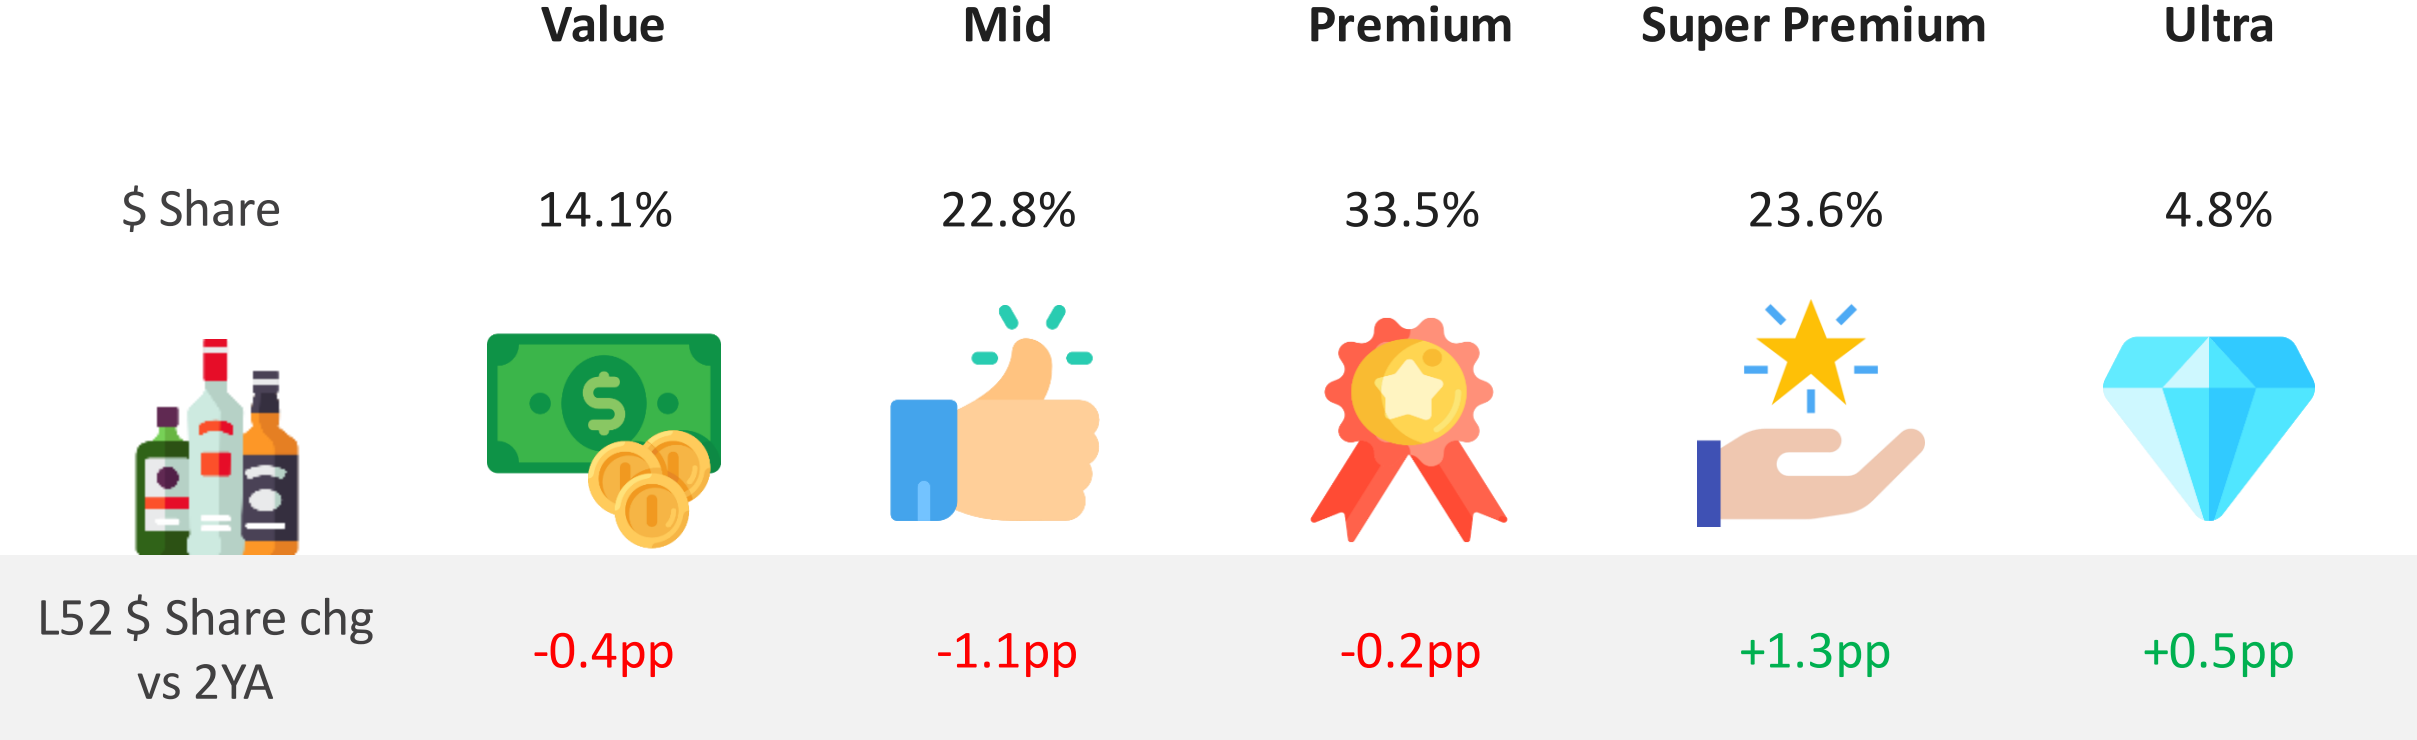 Value Mid Premium Super Premium Ultra
$ Share 14.1% 22.8% 33.5% 23.6% 4.8%
$
L52 $ Share chg
vs 2YA
-0.4pp -1.1pp -0.2pp +1.3pp +0.5pp